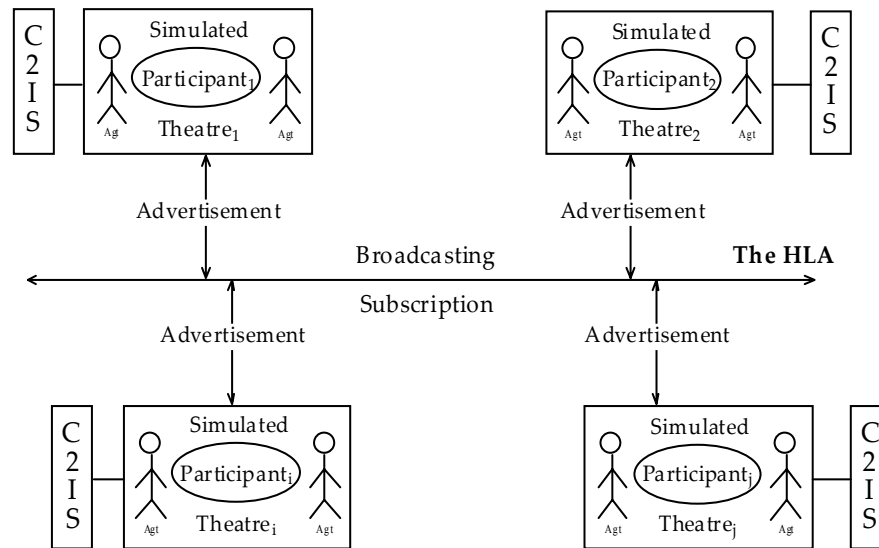 C
2
I
S
Simulated
Participant₁
Agt
Agt
Theatre₁
Simulated
Participant₂
Agt
Agt
Theatre₂
C
2
I
S
Advertisement
Advertisement
Broadcasting
The HLA
Subscription
Advertisement
Advertisement
C
2
I
S
Simulated
Participantᵢ
Agt
Agt
Theatreᵢ
Simulated
Participantⱼ
Agt
Agt
Theatreⱼ
C
2
I
S